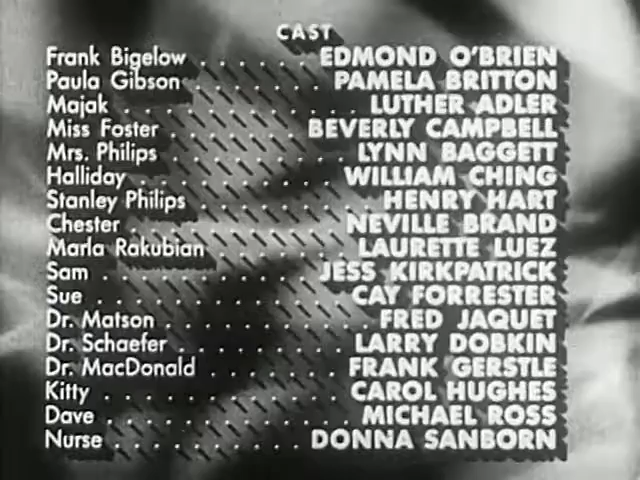 CAST
Frank Bigelow . . . . . . EDMOND O'BRIEN
Paula Gibson . . . . . . . PAMELA BRITTON
Majak . . . . . . . . . . . . LUTHER ADLER
Miss Foster . . . . . . . BEVERLY CAMPBELL
Mrs. Philips . . . . . . . . . LYNN BAGGETT
Halliday . . . . . . . . . . WILLIAM CHING
Stanley Philips . . . . . . . . . HENRY HART
Chester . . . . . . . . . . NEVILLE BRAND
Marla Rakubian . . . . . . . LAURETTE LUEZ
Sam . . . . . . . . . . . JESS KIRKPATRICK
Sue . . . . . . . . . . . . . CAY FORRESTER
Dr. Matson . . . . . . . . . . FRED JAQUET
Dr. Schaefer . . . . . . . . LARRY DOBKIN
Dr. MacDonald . . . . . . FRANK GERSTLE
Kitty . . . . . . . . . . . . CAROL HUGHES
Dave . . . . . . . . . . . . MICHAEL ROSS
Nurse . . . . . . . . . . DONNA SANBORN